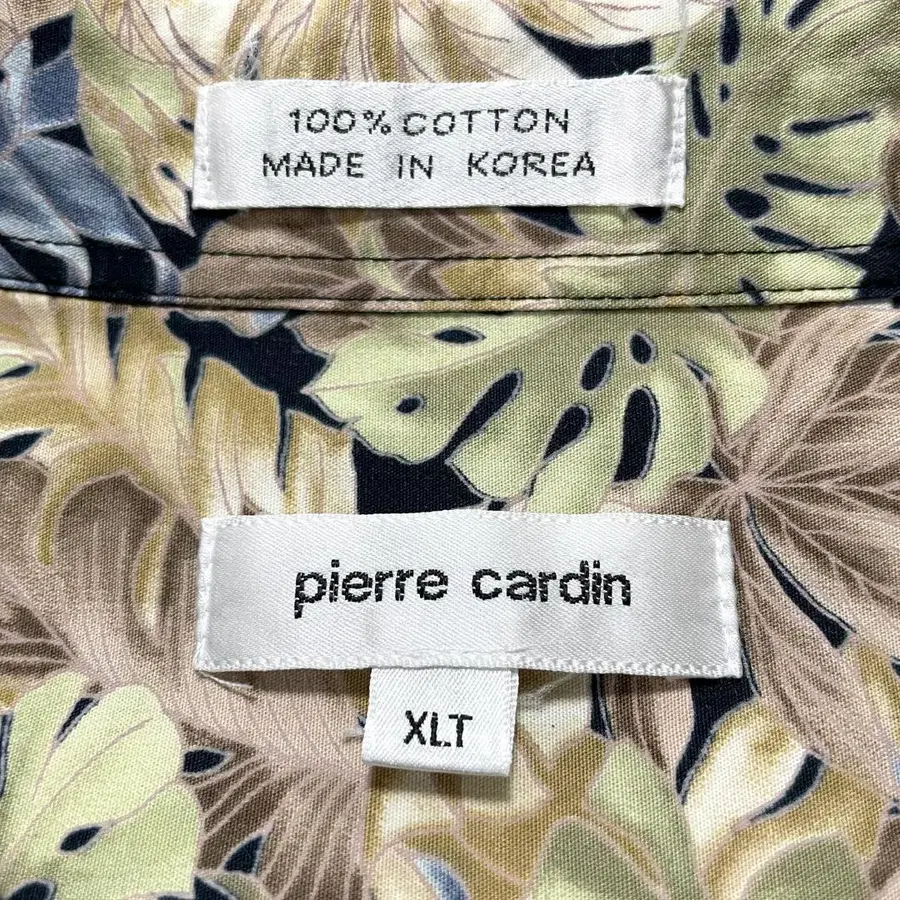 100% COTTON
MADE IN KOREA
pierre cardin
XLT